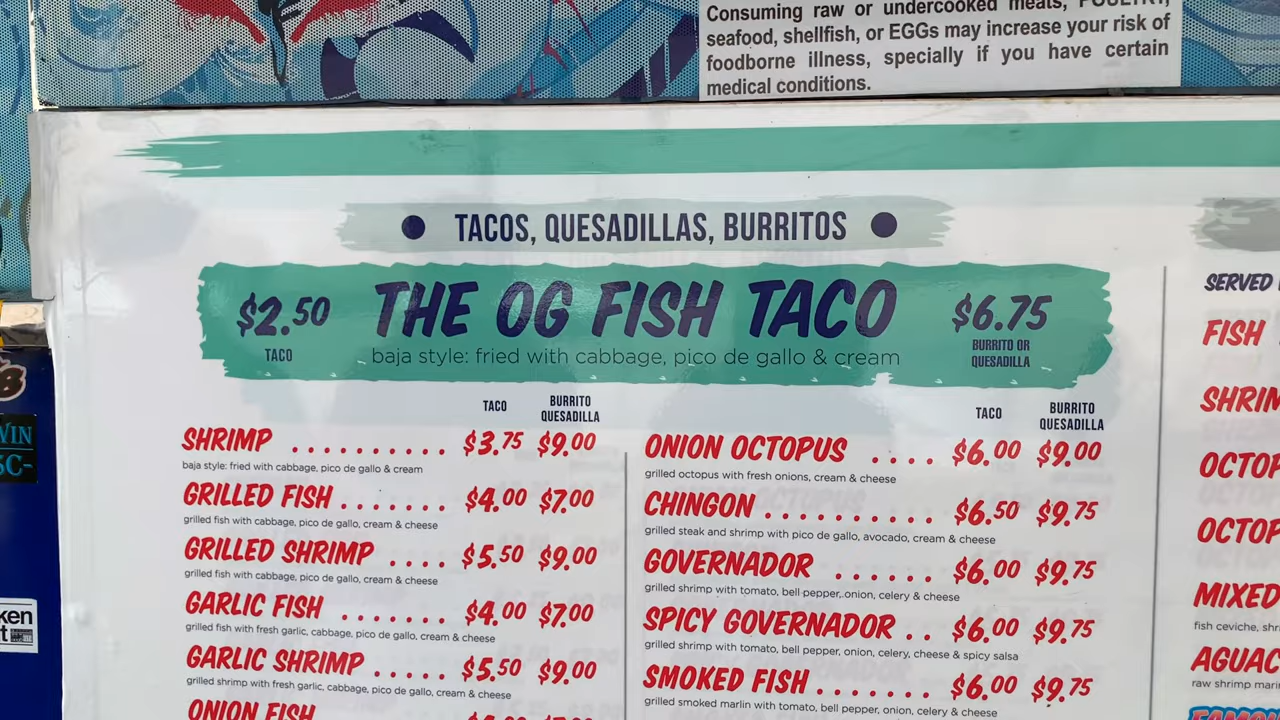 Consuming raw or undercooked meats, POULTRY,
seafood, shellfish, or EGGs may increase your risk of
foodborne illness, specially if you have certain
medical conditions.
TACOS, QUESADILLAS, BURRITOS
$2.50 THE OG FISH TACO $6.75
TACO baja style: fried with cabbage, pico de gallo & cream BURRITO OR
QUESADILLA
TACO BURRITO
QUESADILLA
SHRIMP .......... $3.75 $9.00
baja style: fried with cabbage, pico de gallo & cream
GRILLED FISH ....... $4.00 $7.00
grilled fish with cabbage, pico de gallo, cream & cheese
GRILLED SHRIMP .... $5.50 $9.00
grilled fish with cabbage, pico de gallo, cream & cheese
GARLIC FISH ....... $4.00 $7.00
grilled fish with fresh garlic, cabbage, pico de gallo, cream & cheese
GARLIC SHRIMP ..... $5.50 $9.00
grilled shrimp with fresh garlic, cabbage, pico de gallo, cream & cheese
ONION FISH
TACO BURRITO
QUESADILLA
ONION OCTOPUS .... $6.00 $9.00
grilled octopus with fresh onions, cream & cheese
CHINGON .......... $6.50 $9.75
grilled steak and shrimp with pico de gallo, avocado, cream & cheese
GOVERNADOR ...... $6.00 $9.75
grilled shrimp with tomato, bell pepper, onion, celery & cheese
SPICY GOVERNADOR .. $6.00 $9.75
grilled shrimp with tomato, bell pepper, onion, celery, cheese & spicy salsa
SMOKED FISH ....... $6.00 $9.75
grilled smoked marlin with tomato, bell pepper, onion, celery & cheese
SERVED
FISH
SHRIM
OCTOP
OCTOP
MIXED
fish ceviche, shr
AGUAC
raw shrimp mari
WIN
SC-
ken
t